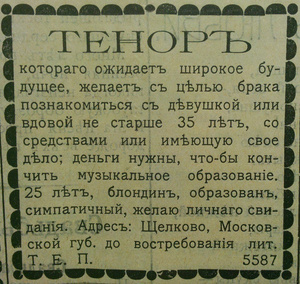 ТЕНОРЪ
котораго ожидаетъ широкое бу-
дущее, желаетъ съ цѣлью брака
познакомиться съ дѣвушкой или
вдовой не старше 35 лѣтъ, со
средствами или имѣющую свое
дѣло; деньги нужны, что-бы кон-
чить музыкальное образованіе.
25 лѣтъ, блондинъ, образованъ,
симпатичный, желаю личнаго сви-
данія. Адресъ: Щелково, Москов-
ской губ. до востребованія лит.
Т. Е. П. 5587